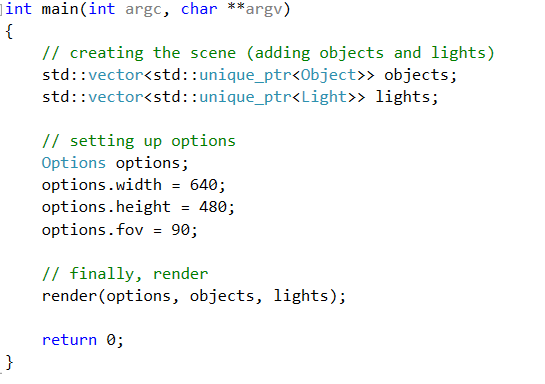 int main(int argc, char **argv)
{
    // creating the scene (adding objects and lights)
    std::vector<std::unique_ptr<Object>> objects;
    std::vector<std::unique_ptr<Light>> lights;

    // setting up options
    Options options;
    options.width = 640;
    options.height = 480;
    options.fov = 90;

    // finally, render
    render(options, objects, lights);

    return 0;
}